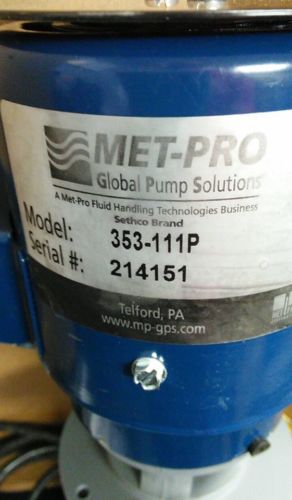 MET-PRO
Global Pump Solutions
A Met-Pro Fluid Handling Technologies Business
Sethco Brand
Model: 353-111P
Serial #: 214151
Telford, PA
www.mp-gps.com